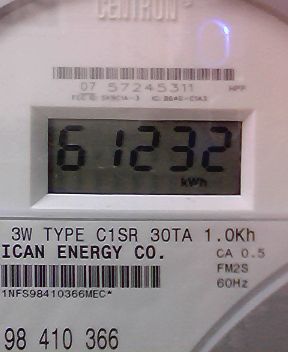 CENTRON
07 57245311
61232
kWh
3W TYPE C1SR 30TA 1.0Kh
ICAN ENERGY CO.
CA 0.5
FM2S
60Hz
1NFS98410366MEC*
98 410 366